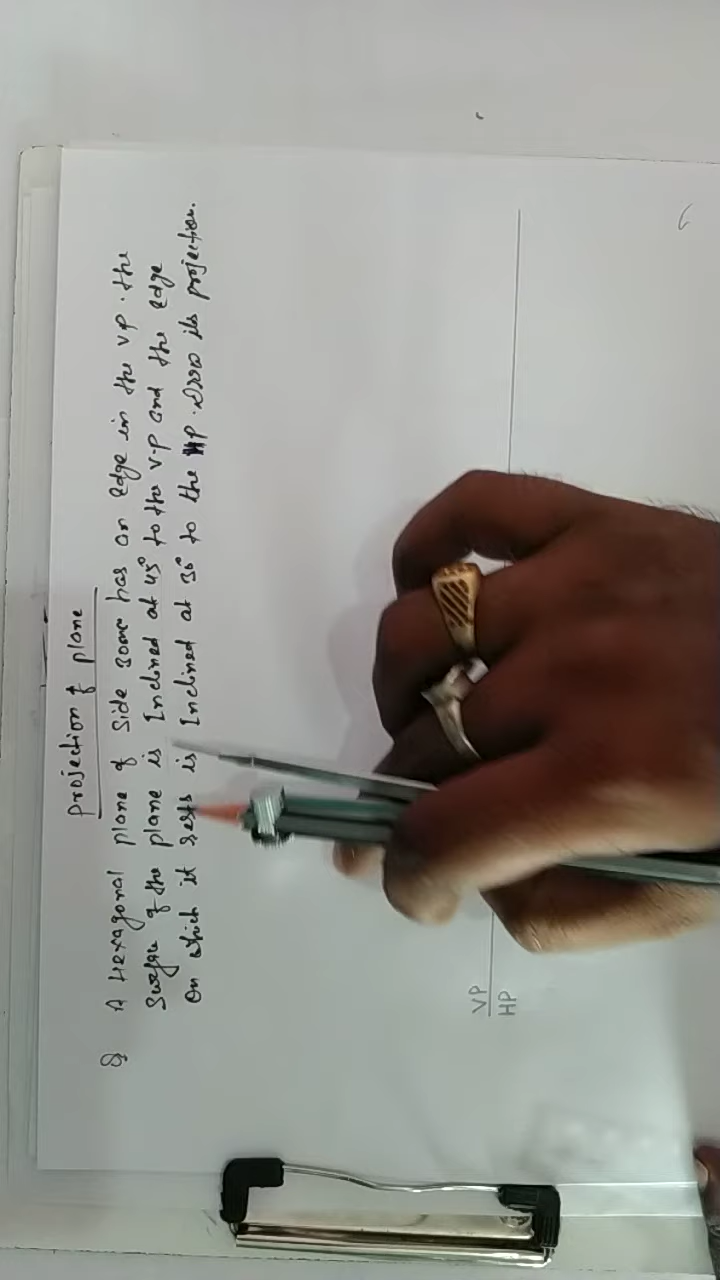 projection of plane
Q A Hexagonal plane of side 30mm has an edge in the VP. the
surface of the plane is Inclined at 45° to the V.P and the edge
on which it rests is Inclined at 30° to the HP. Draw its projection.
VP
HP